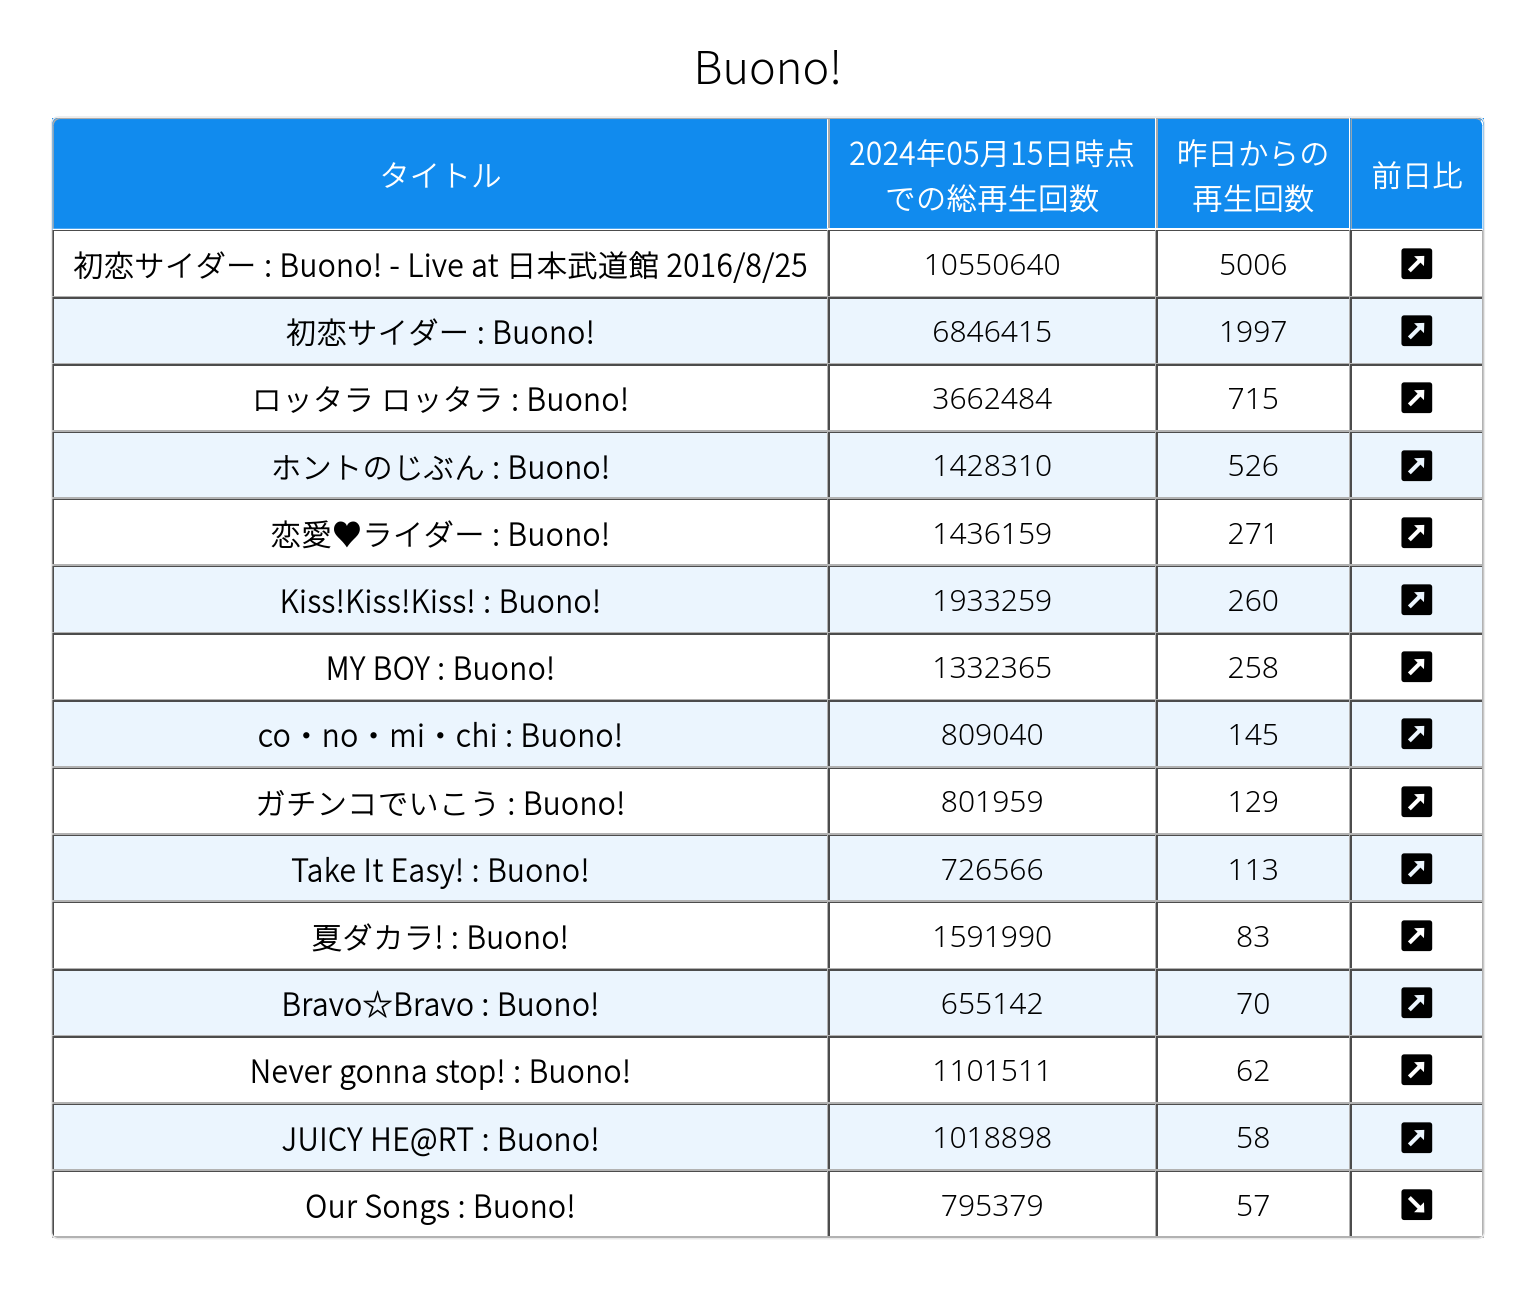 Buono!
タイトル 2024年05月15日時点での総再生回数 昨日からの再生回数 前日比
初恋サイダー : Buono! - Live at 日本武道館 2016/8/25 10550640 5006 ↗
初恋サイダー : Buono! 6846415 1997 ↗
ロッタラ ロッタラ : Buono! 3662484 715 ↗
ホントのじぶん : Buono! 1428310 526 ↗
恋愛♥ライダー : Buono! 1436159 271 ↗
Kiss!Kiss!Kiss! : Buono! 1933259 260 ↗
MY BOY : Buono! 1332365 258 ↗
co・no・mi・chi : Buono! 809040 145 ↗
ガチンコでいこう : Buono! 801959 129 ↗
Take It Easy! : Buono! 726566 113 ↗
夏ダカラ! : Buono! 1591990 83 ↗
Bravo☆Bravo : Buono! 655142 70 ↗
Never gonna stop! : Buono! 1101511 62 ↗
JUICY HE@RT : Buono! 1018898 58 ↗
Our Songs : Buono! 795379 57 ↘